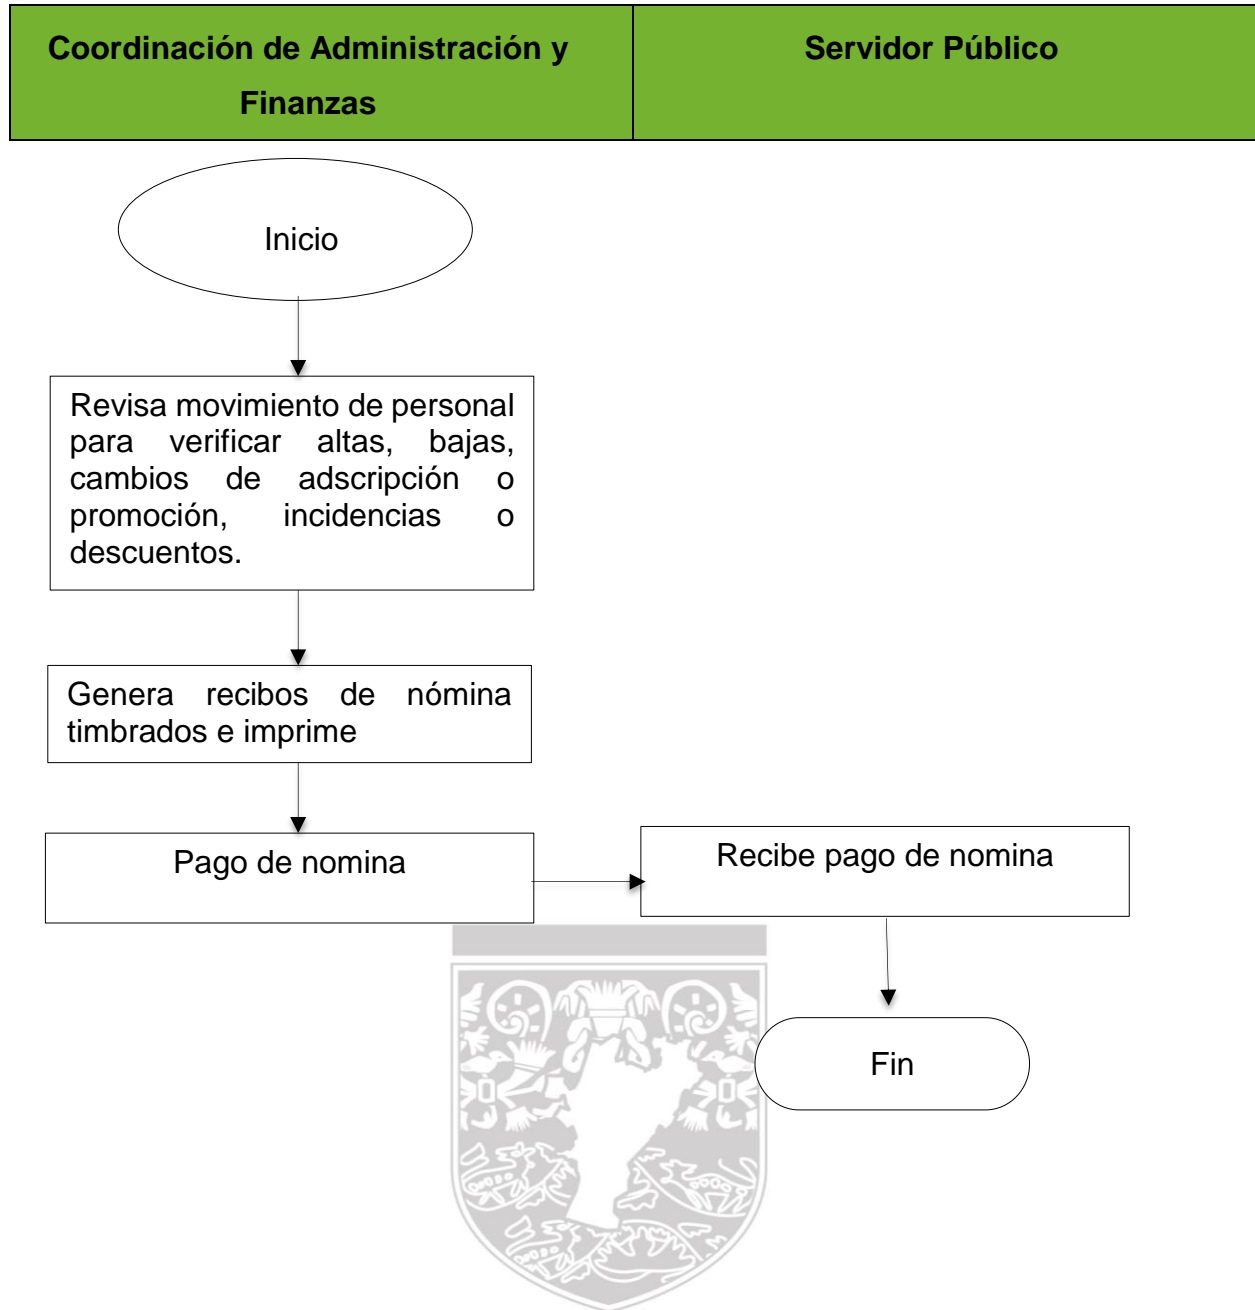 Coordinación de Administración y
Finanzas
Servidor Público
Inicio
Revisa movimiento de personal
para verificar altas, bajas,
cambios de adscripción o
promoción, incidencias o
descuentos.
Genera recibos de nómina
timbrados e imprime
Pago de nomina
Recibe pago de nomina
Fin